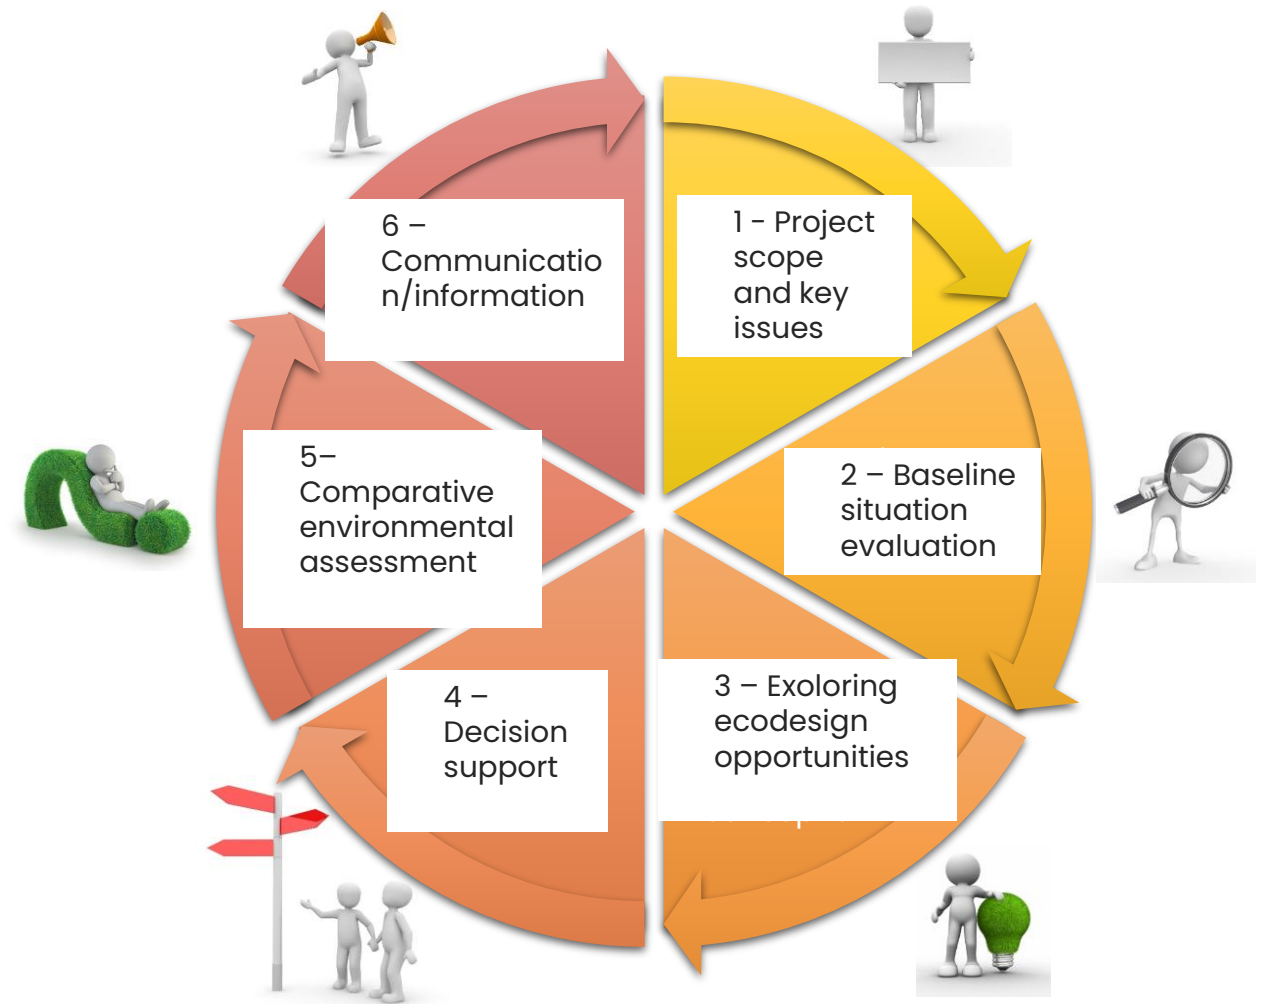 1 - Project
scope
and key
issues
2 – Baseline
situation
evaluation
3 – Exoloring
ecodesign
opportunities
4 –
Decision
support
5–
Comparative
environmental
assessment
6 –
Communicatio
n/information